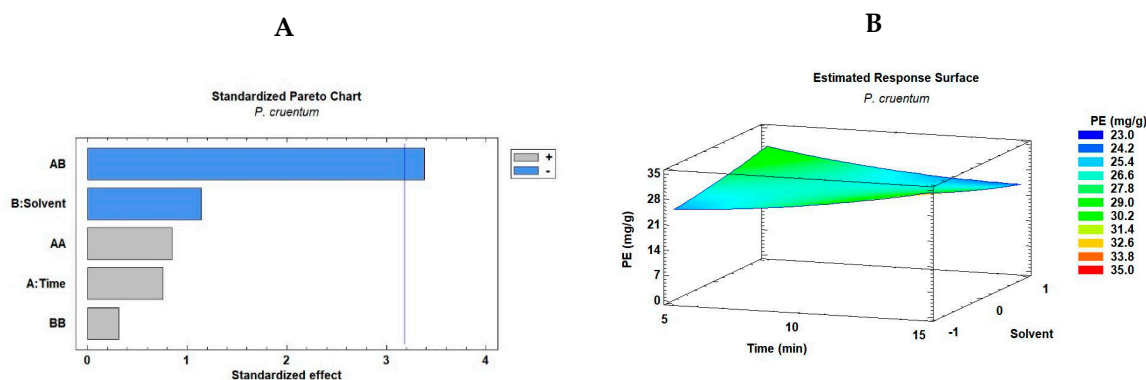 A
Standardized Pareto Chart
P. cruentum
AB
B:Solvent
AA
A:Time
BB
0 1 2 3 4
Standardized effect
+
-
B
Estimated Response Surface
P. cruentum
PE (mg/g)
35
28
21
14
7
0
5 10 15
Time (min)
-1
0
1
Solvent
PE (mg/g)
23.0
24.2
25.4
26.6
27.8
29.0
30.2
31.4
32.6
33.8
35.0